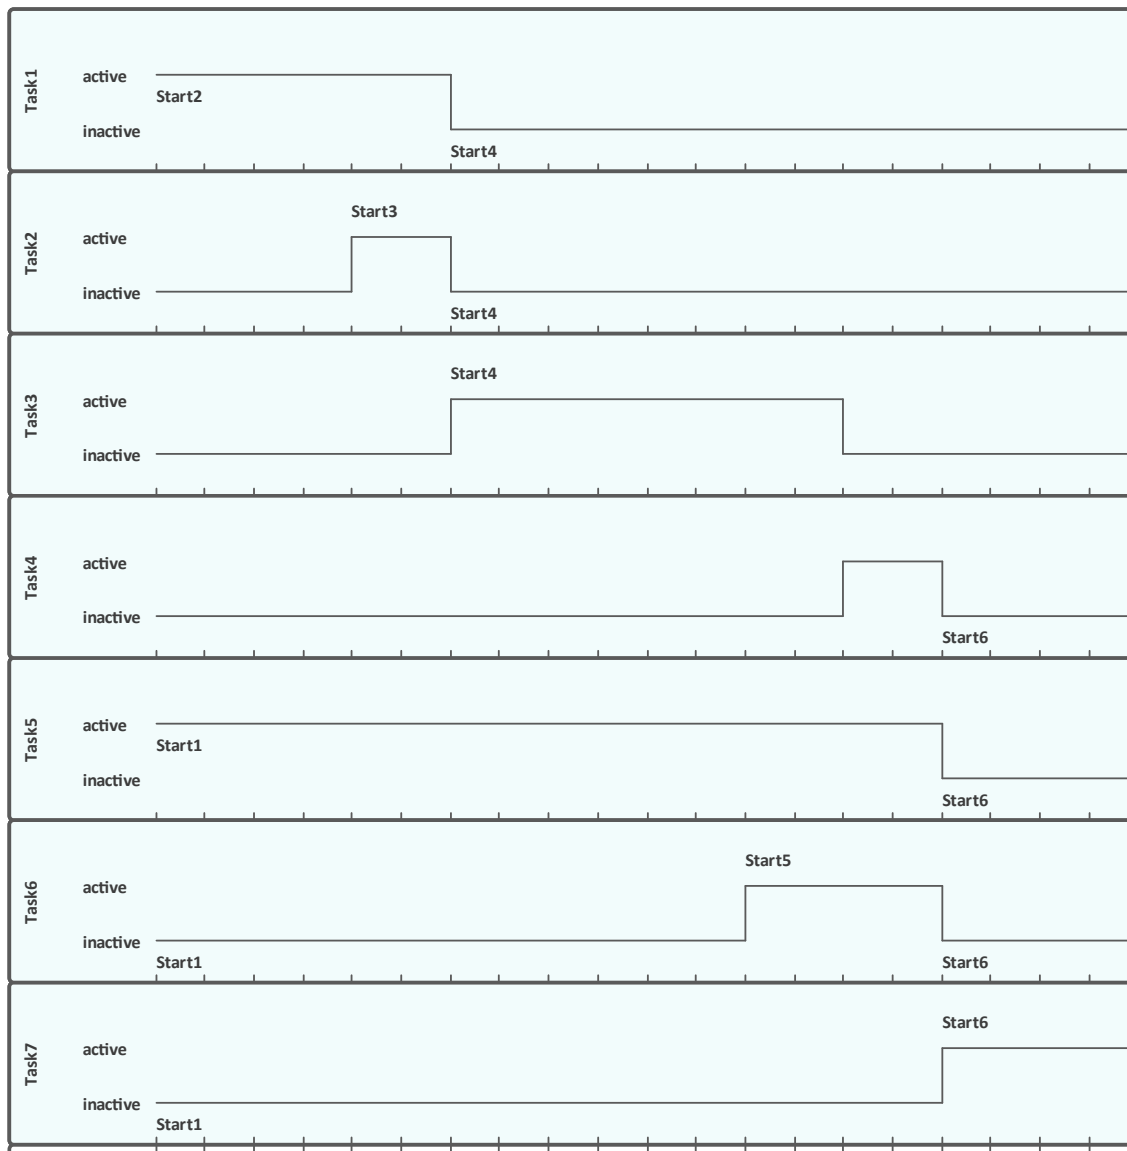 Task1
active
Start2
inactive
Start4
Task2
Start3
active
inactive
Start4
Task3
Start4
active
inactive
Task4
active
inactive
Start6
Task5
active
Start1
inactive
Start6
Task6
Start5
active
inactive
Start1
Start6
Task7
Start6
active
inactive
Start1